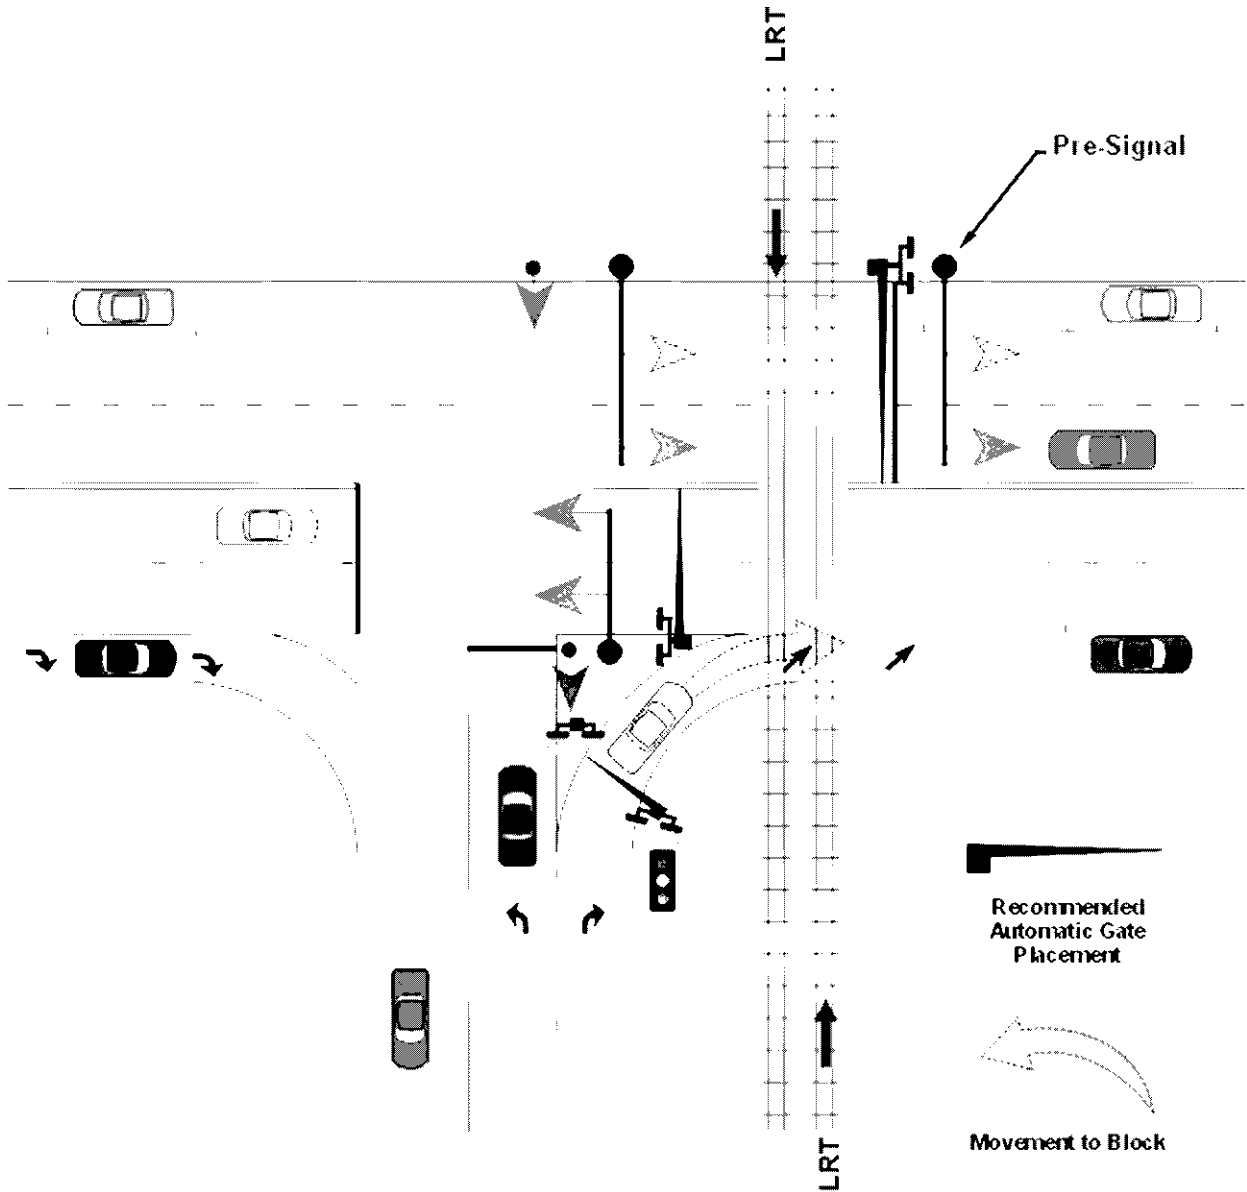 LRT
Pre-Signal
Recommended
Automatic Gate
Placement
Movement to Block
LRT